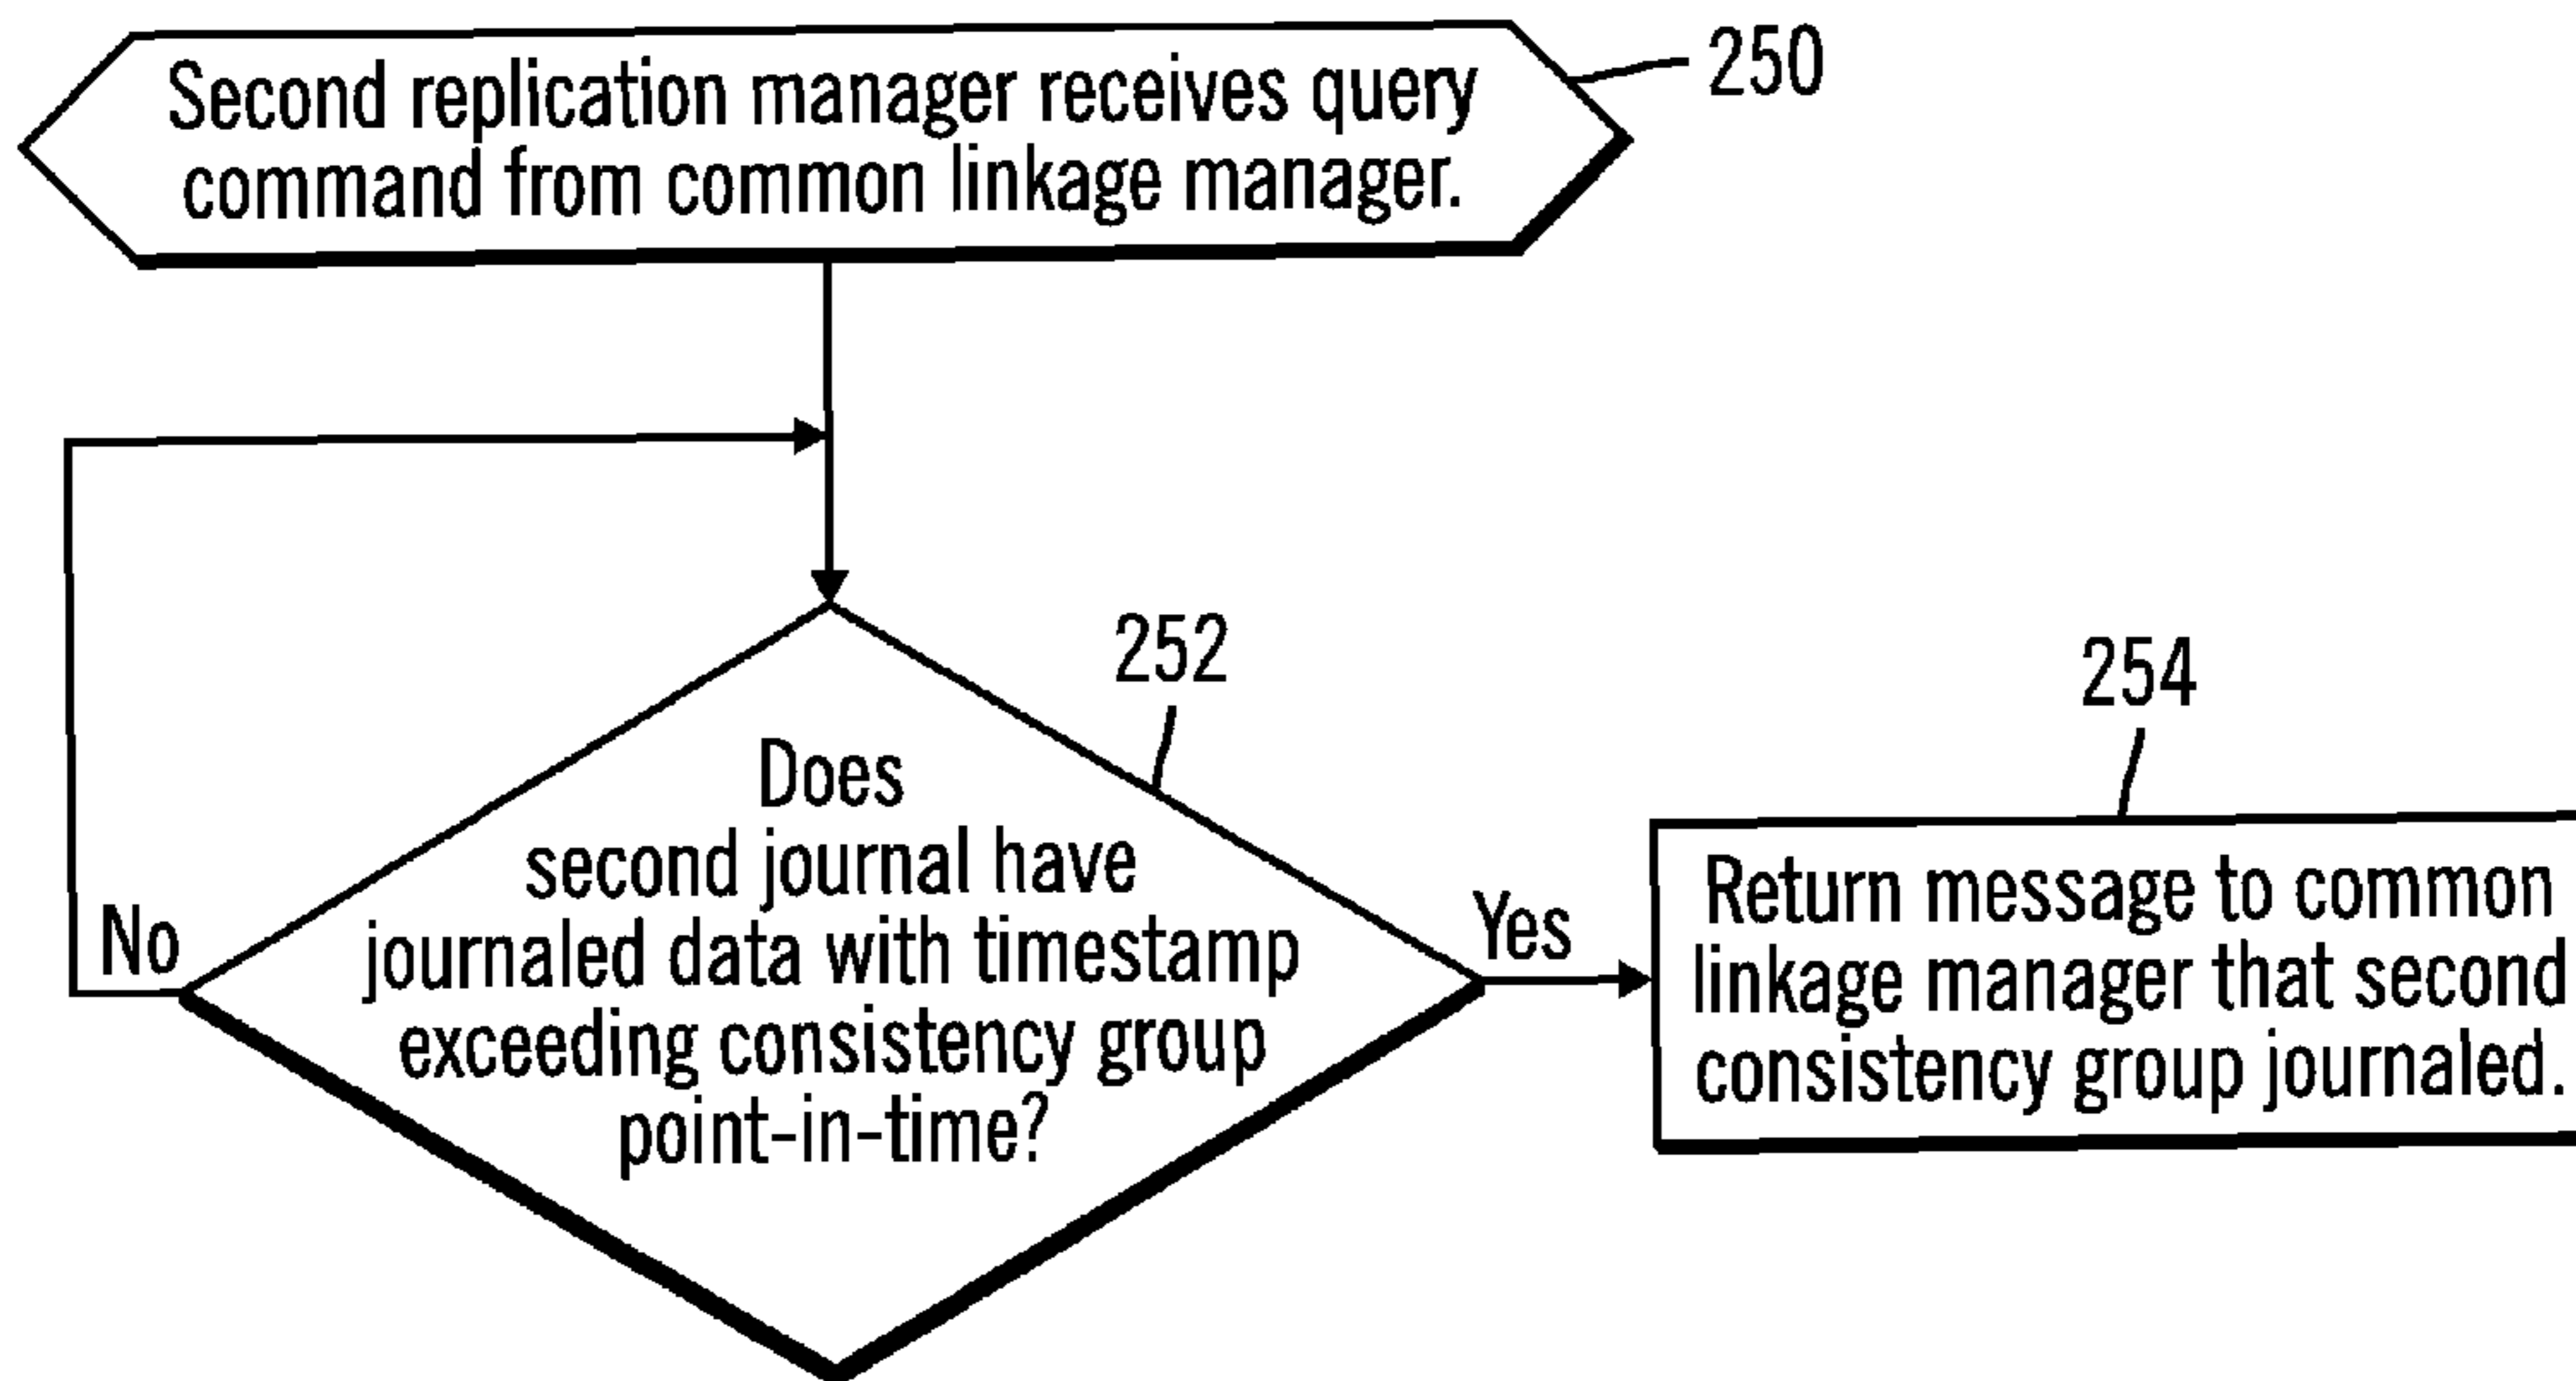 Second replication manager receives query
command from common linkage manager.
250
252
Does
second journal have
journaled data with timestamp
exceeding consistency group
point-in-time?
No
Yes
254
Return message to common
linkage manager that second
consistency group journaled.